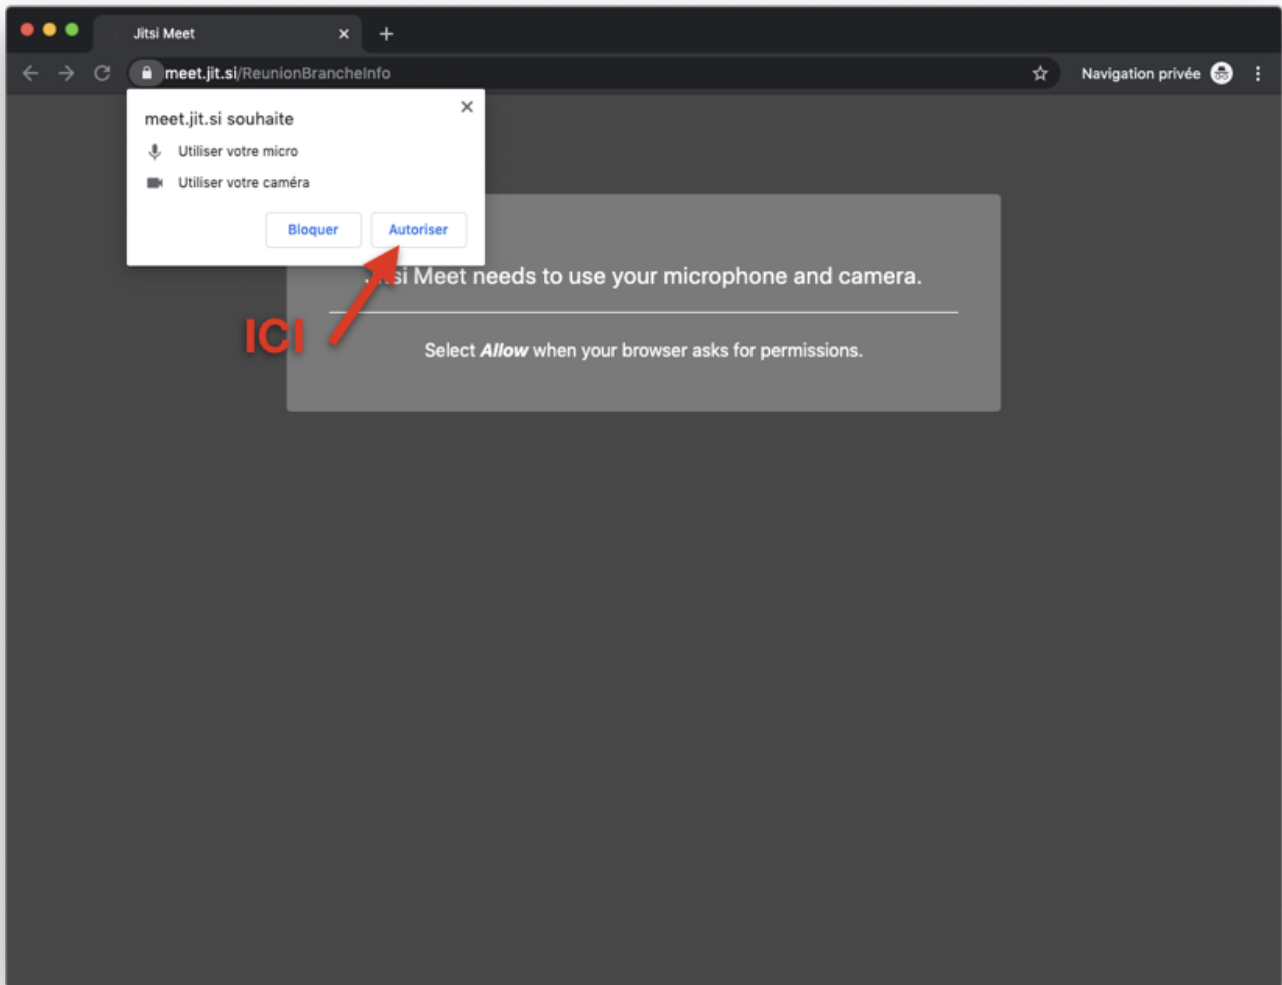 Jitsi Meet
meet.jit.si/ReunionBrancheInfo
Navigation privée
meet.jit.si souhaite
Utiliser votre micro
Utiliser votre caméra
Bloquer
Autoriser
Jitsi Meet needs to use your microphone and camera.
ICI
Select Allow when your browser asks for permissions.